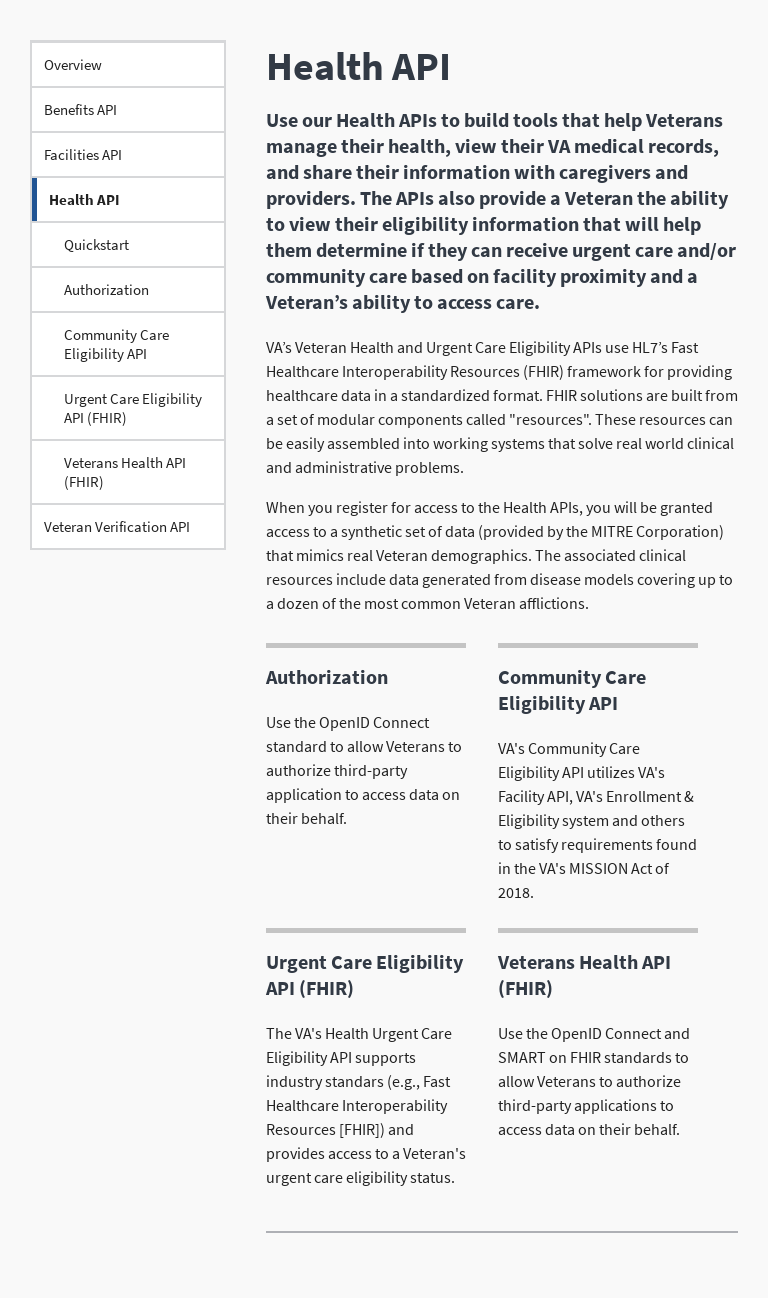 Overview
Benefits API
Facilities API
Health API
Quickstart
Authorization
Community Care
Eligibility API
Urgent Care Eligibility
API (FHIR)
Veterans Health API
(FHIR)
Veteran Verification API
Health API
Use our Health APIs to build tools that help Veterans
manage their health, view their VA medical records,
and share their information with caregivers and
providers. The APIs also provide a Veteran the ability
to view their eligibility information that will help
them determine if they can receive urgent care and/or
community care based on facility proximity and a
Veteran’s ability to access care.
VA’s Veteran Health and Urgent Care Eligibility APIs use HL7’s Fast
Healthcare Interoperability Resources (FHIR) framework for providing
healthcare data in a standardized format. FHIR solutions are built from
a set of modular components called "resources". These resources can
be easily assembled into working systems that solve real world clinical
and administrative problems.
When you register for access to the Health APIs, you will be granted
access to a synthetic set of data (provided by the MITRE Corporation)
that mimics real Veteran demographics. The associated clinical
resources include data generated from disease models covering up to
a dozen of the most common Veteran afflictions.
Authorization
Use the OpenID Connect
standard to allow Veterans to
authorize third-party
application to access data on
their behalf.
Community Care
Eligibility API
VA's Community Care
Eligibility API utilizes VA's
Facility API, VA's Enrollment &
Eligibility system and others
to satisfy requirements found
in the VA's MISSION Act of
2018.
Urgent Care Eligibility
API (FHIR)
The VA's Health Urgent Care
Eligibility API supports
industry standars (e.g., Fast
Healthcare Interoperability
Resources [FHIR]) and
provides access to a Veteran's
urgent care eligibility status.
Veterans Health API
(FHIR)
Use the OpenID Connect and
SMART on FHIR standards to
allow Veterans to authorize
third-party applications to
access data on their behalf.